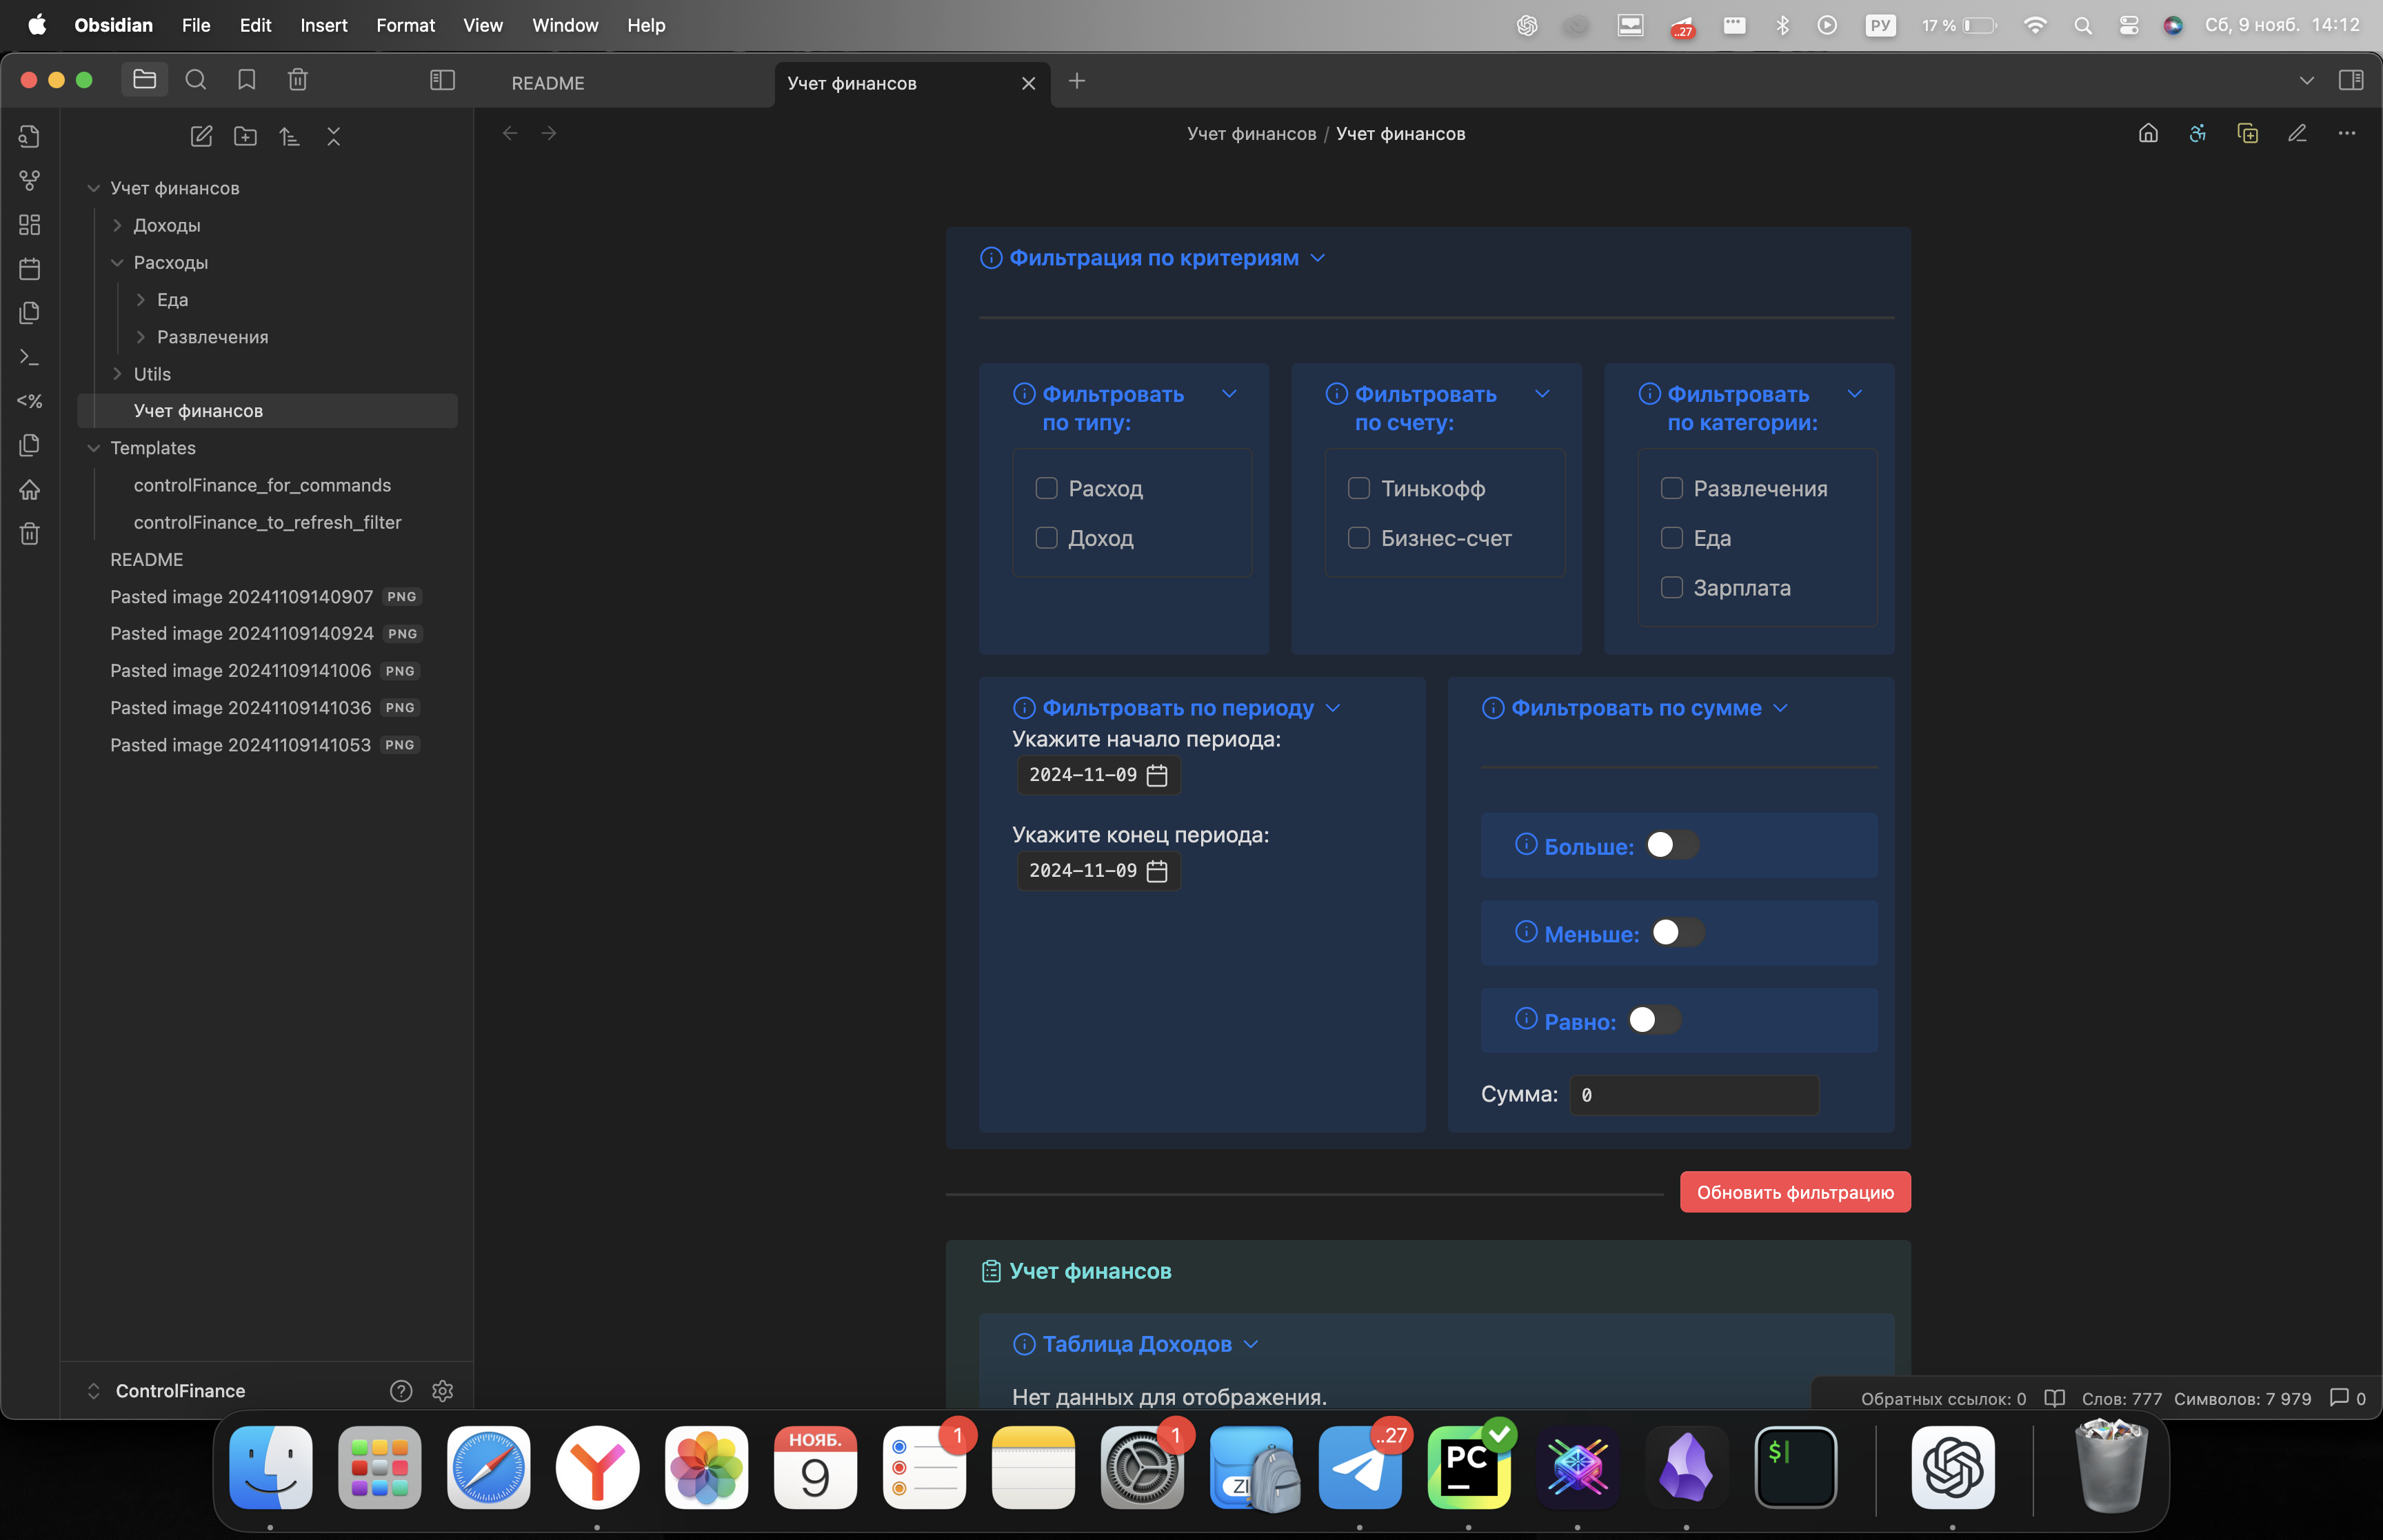 Obsidian File Edit Insert Format View Window Help
..27 РУ 17 % Сб, 9 нояб. 14:12
README
Учет финансов
Учет финансов / Учет финансов
Учет финансов
Доходы
Расходы
Еда
Развлечения
Utils
Учет финансов
Templates
controlFinance_for_commands
controlFinance_to_refresh_filter
README
Pasted image 20241109140907 PNG
Pasted image 20241109140924 PNG
Pasted image 20241109141006 PNG
Pasted image 20241109141036 PNG
Pasted image 20241109141053 PNG
ControlFinance
<%
Фильтрация по критериям
Фильтровать
по типу:
Расход
Доход
Фильтровать
по счету:
Тинькофф
Бизнес-счет
Фильтровать
по категории:
Развлечения
Еда
Зарплата
Фильтровать по периоду
Укажите начало периода:
2024-11-09
Укажите конец периода:
2024-11-09
Фильтровать по сумме
Больше:
Меньше:
Равно:
Сумма: 0
Обновить фильтрацию
Учет финансов
Таблица Доходов
Нет данных для отображения.
Обратных ссылок: 0 Слов: 777 Символов: 7 979 0
НОЯБ.
9
1
1
ZI
..27
PC
$